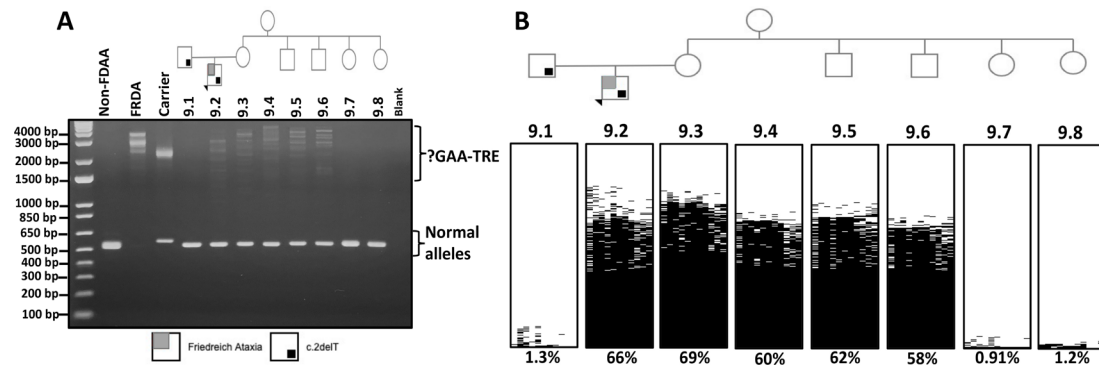 A
B
Non-FDAA
FRDA
Carrier
9.1
9.2
9.3
9.4
9.5
9.6
9.7
9.8
Blank
4000 bp
3000 bp
2000 bp
1500 bp
1000 bp
850 bp
650 bp
500 bp
400 bp
300 bp
200 bp
100 bp
?GAA-TRE
Normal
alleles
Friedreich Ataxia
c.2delT
9.1 9.2 9.3 9.4 9.5 9.6 9.7 9.8
1.3% 66% 69% 60% 62% 58% 0.91% 1.2%